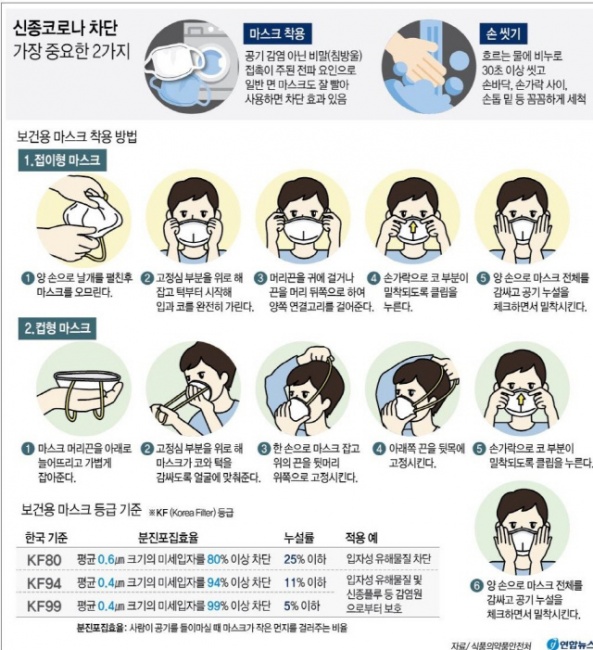 신종코로나 차단
가장 중요한 2가지
마스크 착용
공기 감염 아닌 비말(침방울)
접촉이 주된 전파 요인으로
일반 면 마스크도 잘 빨아
사용하면 차단 효과 있음
손 씻기
흐르는 물에 비누로
30초 이상 씻고
손바닥, 손가락 사이,
손톱 밑 등 꼼꼼하게 세척
보건용 마스크 착용 방법
1.접이형 마스크
1 양 손으로 날개를 펼친후
마스크를 오므린다.
2 고정심 부분을 위로 해
잡고 턱부터 시작해
입과 코를 완전히 가린다.
3 머리끈을 귀에 걸거나
끈을 머리 뒤쪽으로 하여
양쪽 연결고리를 걸어준다.
4 손가락으로 코 부분이
밀착되도록 클립을
누른다.
5 양 손으로 마스크 전체를
감싸고 공기 누설을
체크하면서 밀착시킨다.
2.컵형 마스크
1 마스크 머리끈을 아래로
늘어뜨리고 가볍게
잡아준다.
2 고정심 부분을 위로 해
마스크가 코와 턱을
감싸도록 얼굴에 맞춰준다.
3 한 손으로 마스크 잡고
위의 끈을 뒷머리
위쪽으로 고정시킨다.
4 아래쪽 끈을 뒷목에
고정시킨다.
5 손가락으로 코 부분이
밀착되도록 클립을 누른다.
6 양 손으로 마스크 전체를
감싸고 공기 누설을
체크하면서 밀착시킨다.
보건용 마스크 등급 기준 ※KF (Korea Filter) 등급
한국 기준 분진포집효율 누설률 적용 예
KF80 평균 0.6㎛ 크기의 미세입자를 80% 이상 차단 25% 이하 입자성 유해물질 차단
KF94 평균 0.4㎛ 크기의 미세입자를 94% 이상 차단 11% 이하 입자성 유해물질 및
신종플루 등 감염원
으로부터 보호
KF99 평균 0.4㎛ 크기의 미세입자를 99% 이상 차단 5% 이하
분진포집효율: 사람이 공기를 들이마실 때 마스크가 작은 먼지를 걸러주는 비율
자료/ 식품의약품안전처
연합뉴스